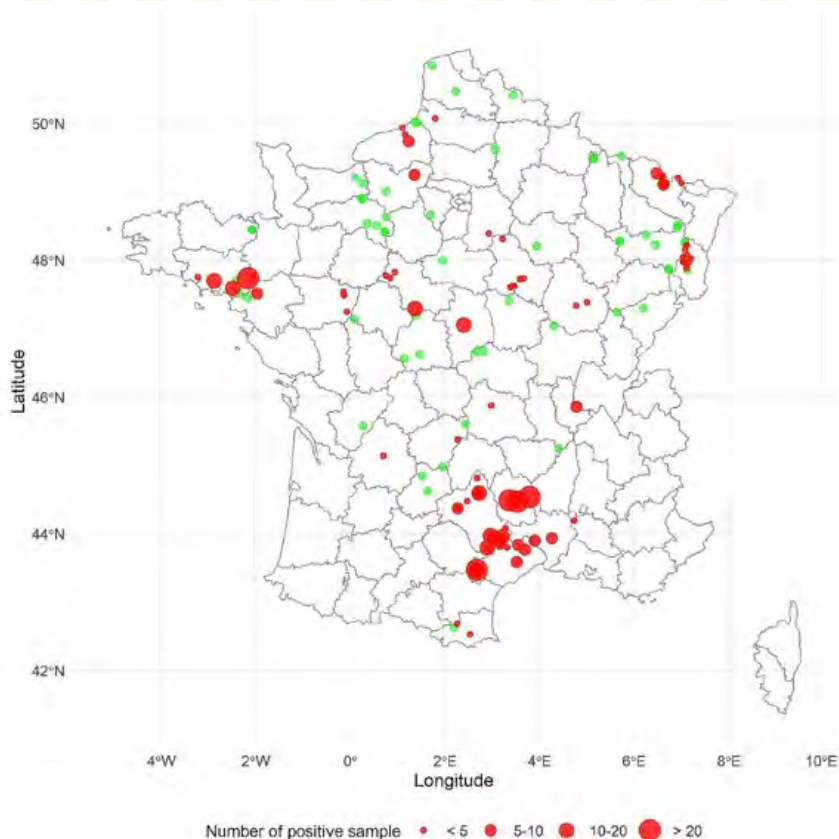 50°N
48°N
46°N
44°N
42°N
Latitude
4°W 2°W 0° 2°E 4°E 6°E 8°E 10°E
Longitude
Number of positive sample < 5 5-10 10-20 > 20